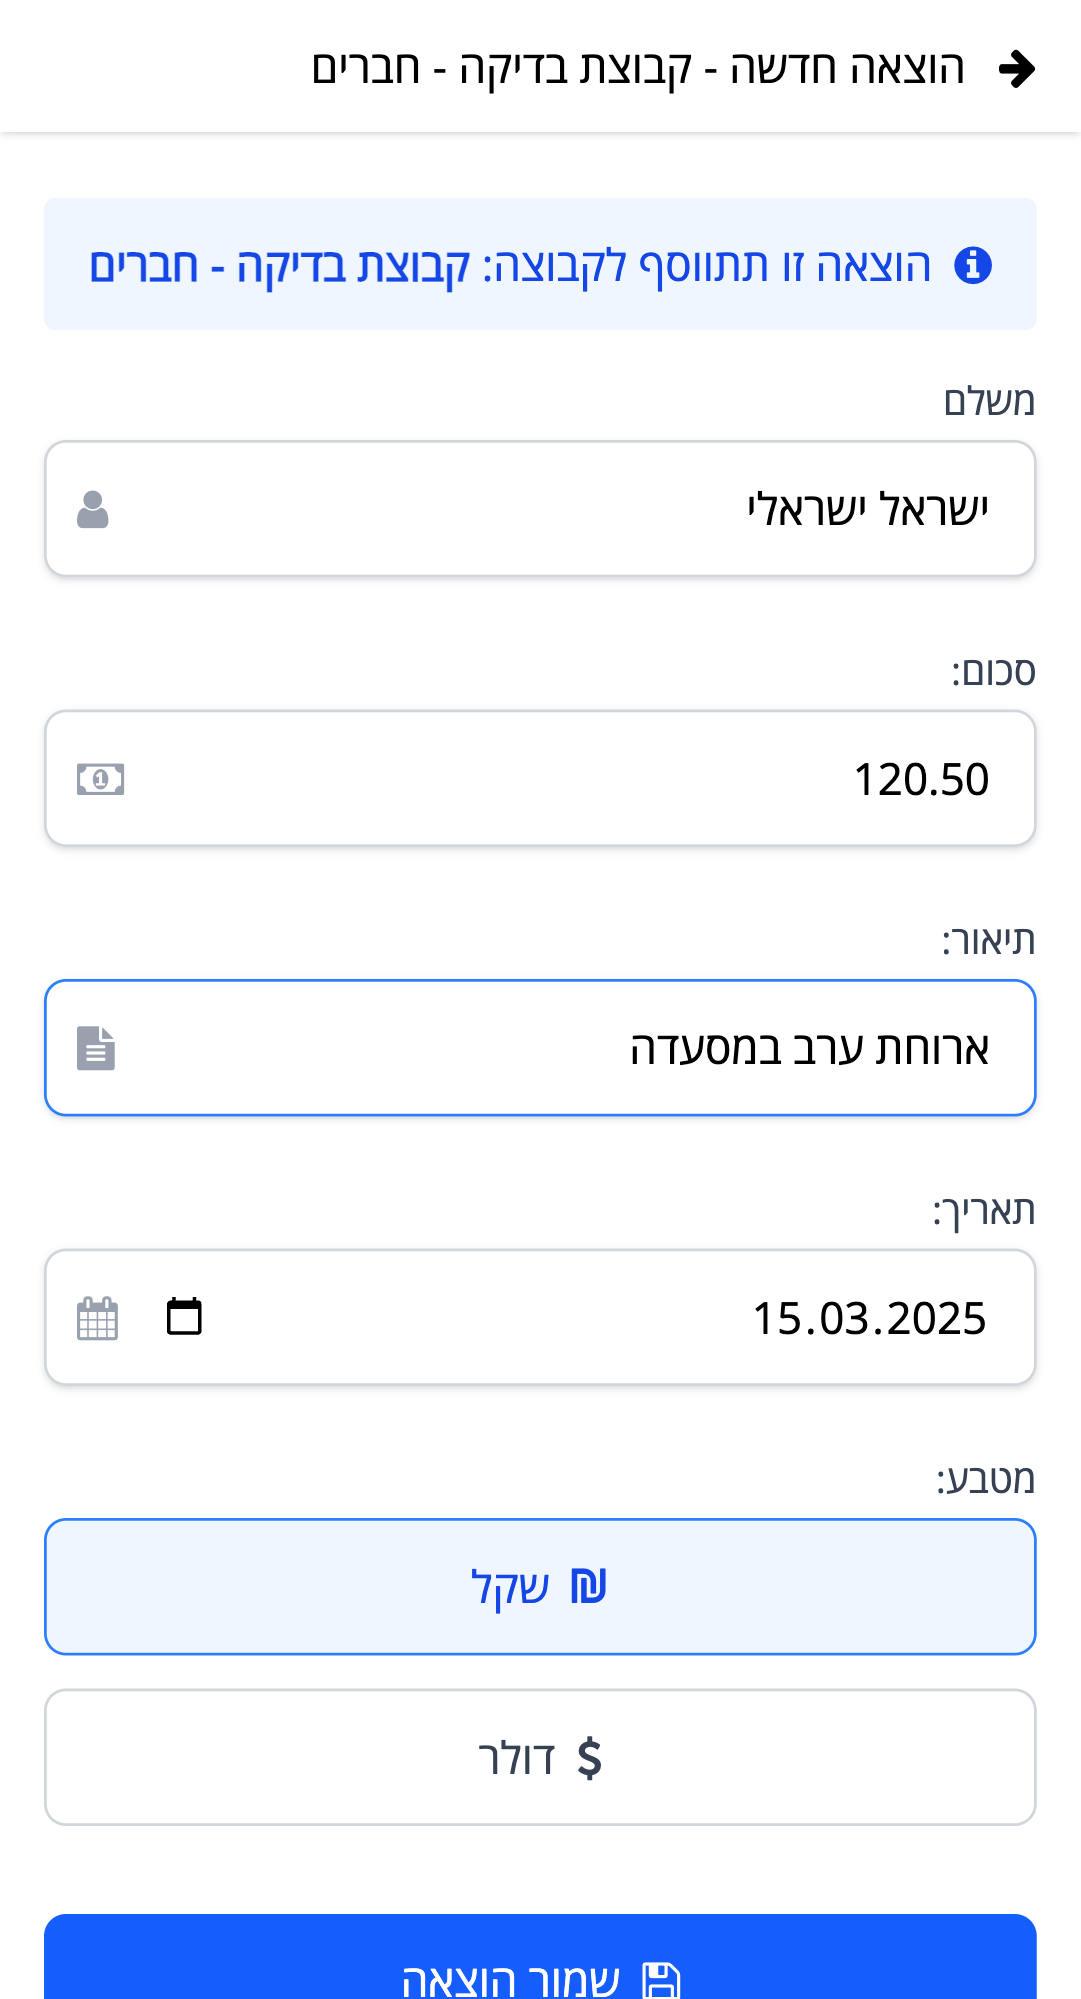 הוצאה חדשה - קבוצת בדיקה - חברים
הוצאה זו תתווסף לקבוצה: קבוצת בדיקה - חברים
משלם
ישראל ישראלי
סכום:
120.50
תיאור:
ארוחת ערב במסעדה
תאריך:
15.03.2025
מטבע:
₪ שקל
$ דולר
שמור הוצאה